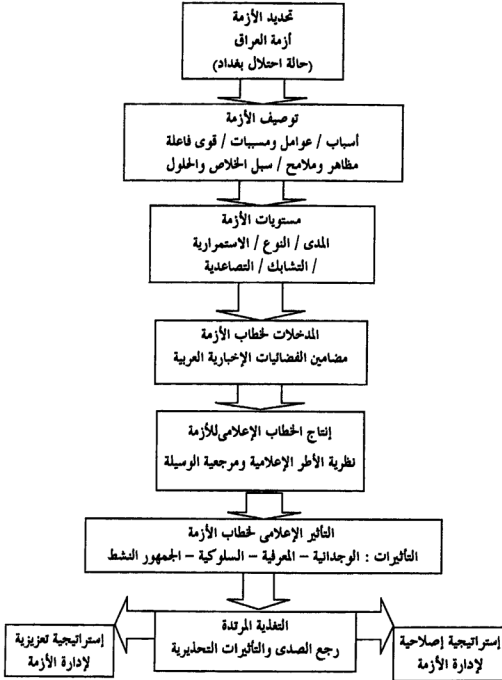 تحديد الأزمة
أزمة العراق
(حالة احتلال بغداد)
توصيف الأزمة
أسباب / عوامل ومسببات / قوى فاعلة
مظاهر وملامح / سبل الخلاص والحلول
مستويات الأزمة
المدى / النوع / الاستمرارية
/ التشابك / التصاعدية
المدخلات لخطاب الأزمة
مضامين الفضائيات الإخبارية العربية
إنتاج الخطاب الإعلامى للأزمة
نظرية الأطر الإعلامية ومرجعية الوسيلة
التأثير الإعلامى لخطاب الأزمة
التأثيرات : الوجدانية – المعرفية – السلوكية – الجمهور النشط
التغذية المرتدة
رجع الصدى والتأثيرات التحذيرية
إستراتيجية إصلاحية
لإدارة الأزمة
إستراتيجية تعزيزية
لإدارة الأزمة